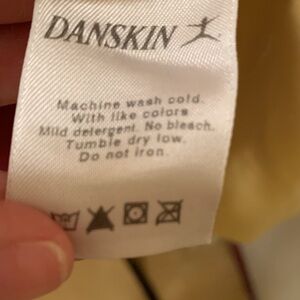 DANSKIN
Machine wash cold.
With like colors
Mild detergent. No bleach.
Tumble dry low.
Do not iron.